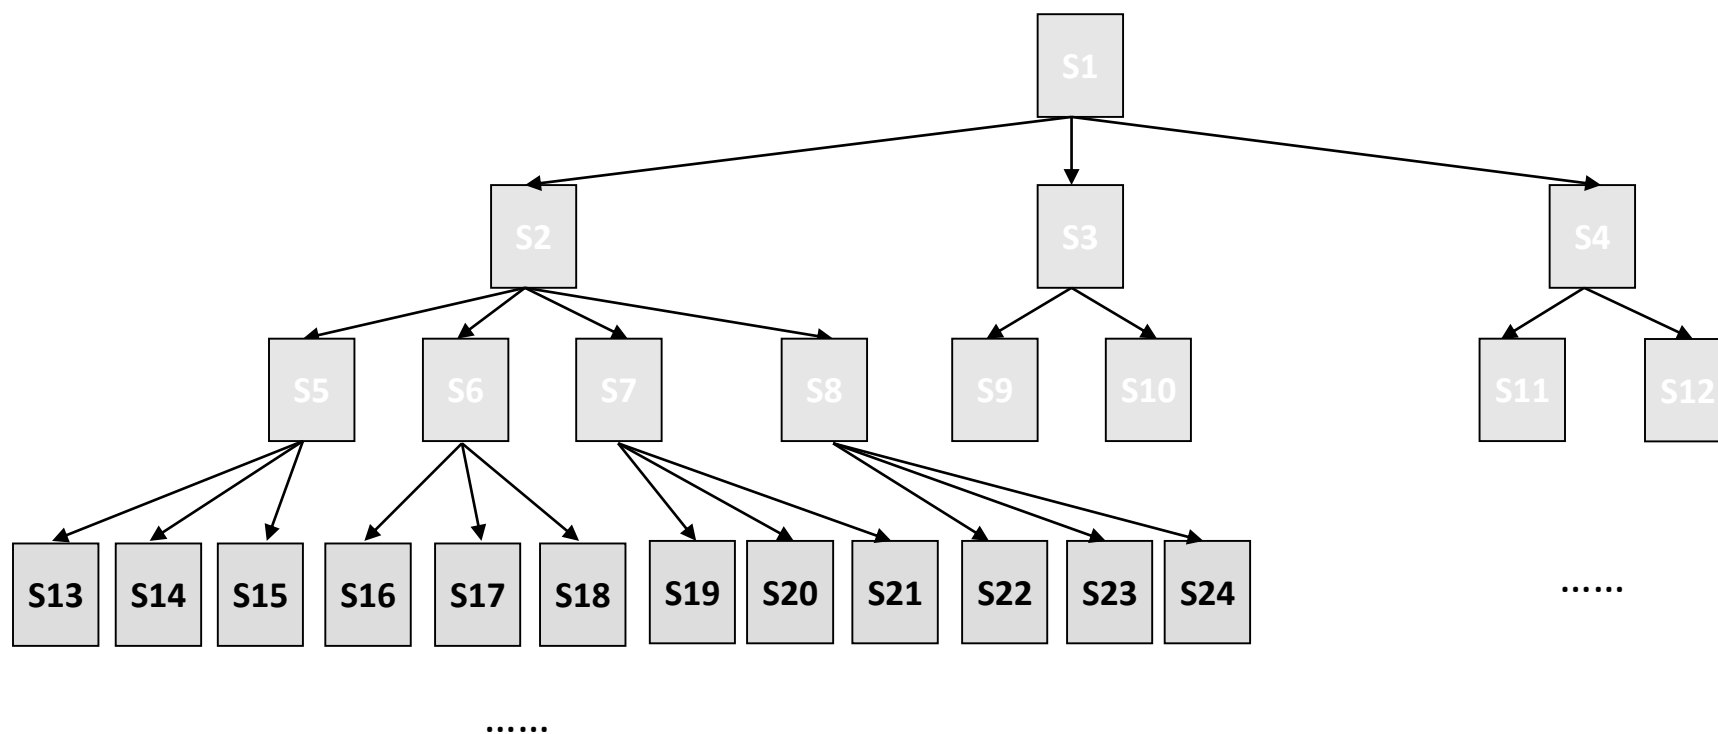 S1
S2 S3 S4
S5 S6 S7 S8 S9 S10 S11 S12
S13 S14 S15 S16 S17 S18 S19 S20 S21 S22 S23 S24 ……
……